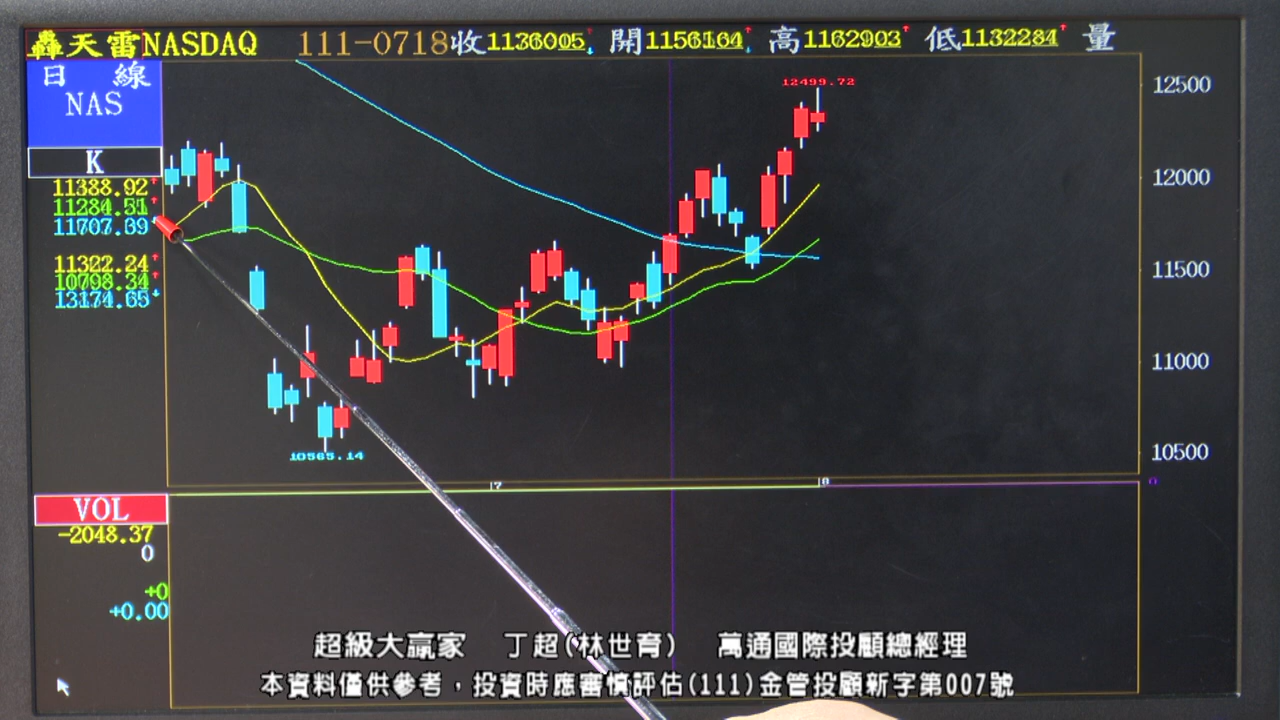 轟天雷NASDAQ 111-0718收1136005 開1156164 高1162903 低1132284 量
日 線
NAS
K
11388.92
11284.51
11707.39
11322.24
10798.34
13174.65
12499.72
12500
12000
11500
11000
10500
10565.14
7
8
0
VOL
-2048.37
0
+0
+0.00
超級大贏家 丁超(林世育) 萬通國際投顧總經理
本資料僅供參考，投資時應審慎評估(111)金管投顧新字第007號